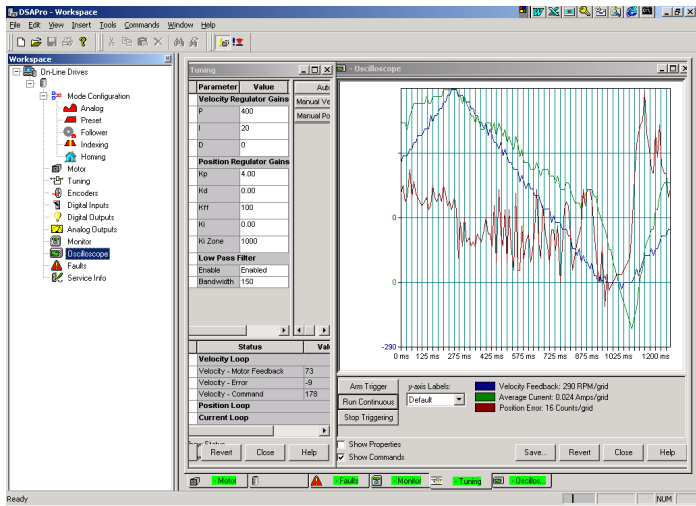 DSAPro - Workspace
File Edit View Insert Tools Commands Window Help
Workspace
On-Line Drives
Mode Configuration
Analog
Preset
Follower
Indexing
Homing
Motor
Tuning
Encoders
Digital Inputs
Digital Outputs
Analog Outputs
Monitor
Oscilloscope
Faults
Service Info
Tuning
Parameter Value
Velocity Regulator Gains
P 400
I 20
D 0
Position Regulator Gains
Kp 4.00
Kd 0.00
Kff 100
Ki 0.00
Ki Zone 1000
Low Pass Filter
Enable Enabled
Bandwidth 150
Auto
Manual Ve
Manual Po
Status Val
Velocity Loop
Velocity - Motor Feedback 73
Velocity - Error -9
Velocity - Command 178
Position Loop
Current Loop
Revert Close Help
- Oscilloscope
0
0
-290
0 ms 125 ms 275 ms 425 ms 575 ms 725 ms 875 ms 1025 ms 1200 ms
Arm Trigger
Run Continuous
Stop Triggering
y-axis Labels:
Default
Velocity Feedback: 290 RPM/grid
Average Current: 0.024 Amps/grid
Position Error: 16 Counts/grid
Show Properties
Show Commands
Save... Revert Close Help
- Motor - Faults - Monitor - Tuning - Oscillos...
Ready NUM